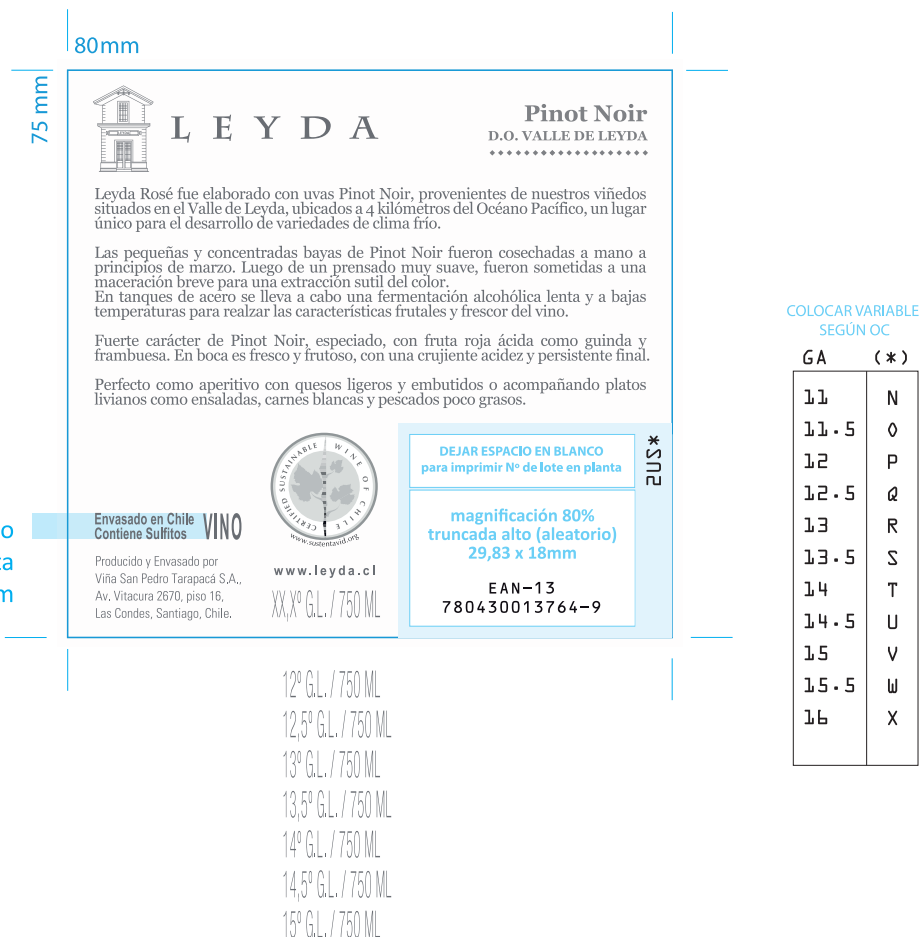 80mm
75 mm
LEYDA
Pinot Noir
D.O. VALLE DE LEYDA
Leyda Rosé fue elaborado con uvas Pinot Noir, provenientes de nuestros viñedos
situados en el Valle de Leyda, ubicados a 4 kilómetros del Océano Pacífico, un lugar
único para el desarrollo de variedades de clima frío.
Las pequeñas y concentradas bayas de Pinot Noir fueron cosechadas a mano a
principios de marzo. Luego de un prensado muy suave, fueron sometidas a una
maceración breve para una extracción sutil del color.
En tanques de acero se lleva a cabo una fermentación alcohólica lenta y a bajas
temperaturas para realzar las características frutales y frescor del vino.
Fuerte carácter de Pinot Noir, especiado, con fruta roja ácida como guinda y
frambuesa. En boca es fresco y frutoso, con una crujiente acidez y persistente final.
Perfecto como aperitivo con quesos ligeros y embutidos o acompañando platos
livianos como ensaladas, carnes blancas y pescados poco grasos.
CERTIFIED SUSTAINABLE WINE OF CHILE
www.sustentavid.org
www.leyda.cl
XX,Xº G.L. / 750 ML
Envasado en Chile
Contiene Sulfitos
VINO
Producido y Envasado por
Viña San Pedro Tarapacá S.A.,
Av. Vitacura 2670, piso 16,
Las Condes, Santiago, Chile.
o
ta
m
DEJAR ESPACIO EN BLANCO
para imprimir Nº de lote en planta
2US*
magnificación 80%
truncada alto (aleatorio)
29,83 x 18mm
EAN-13
780430013764-9
12º G.L. / 750 ML
12,5º G.L. / 750 ML
13º G.L. / 750 ML
13,5º G.L. / 750 ML
14º G.L. / 750 ML
14,5º G.L. / 750 ML
15º G.L. / 750 ML
COLOCAR VARIABLE
SEGÚN OC
GA (*)
11 N
11.5 O
12 P
12.5 Q
13 R
13.5 S
14 T
14.5 U
15 V
15.5 W
16 X